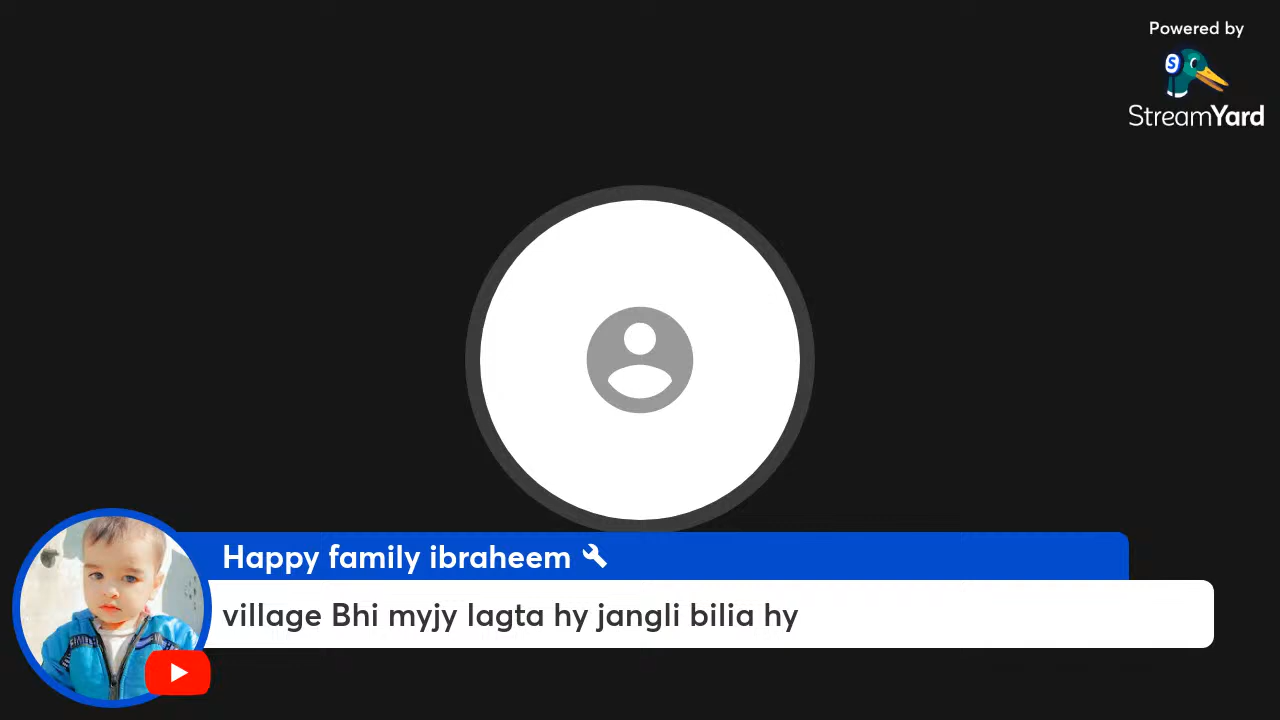 Powered by
S
StreamYard
Happy family ibraheem
village Bhi myjy lagta hy jangli bilia hy